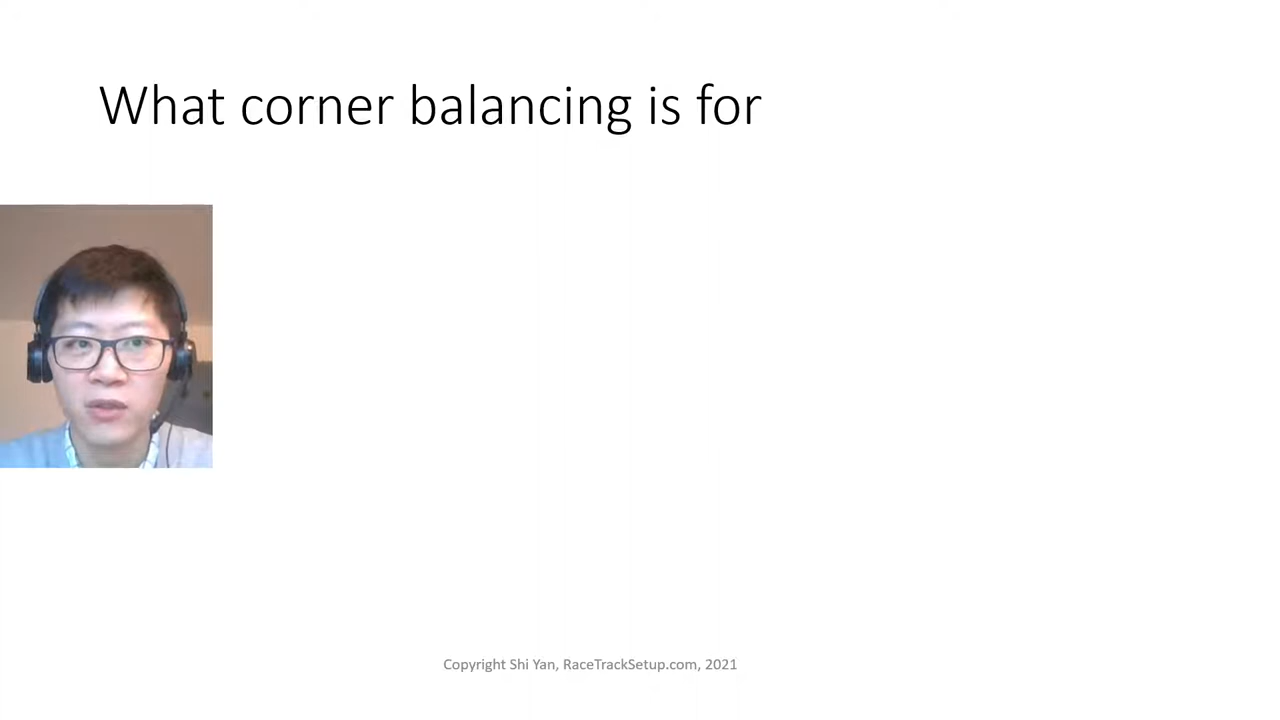 What corner balancing is for
Copyright Shi Yan, RaceTrackSetup.com, 2021